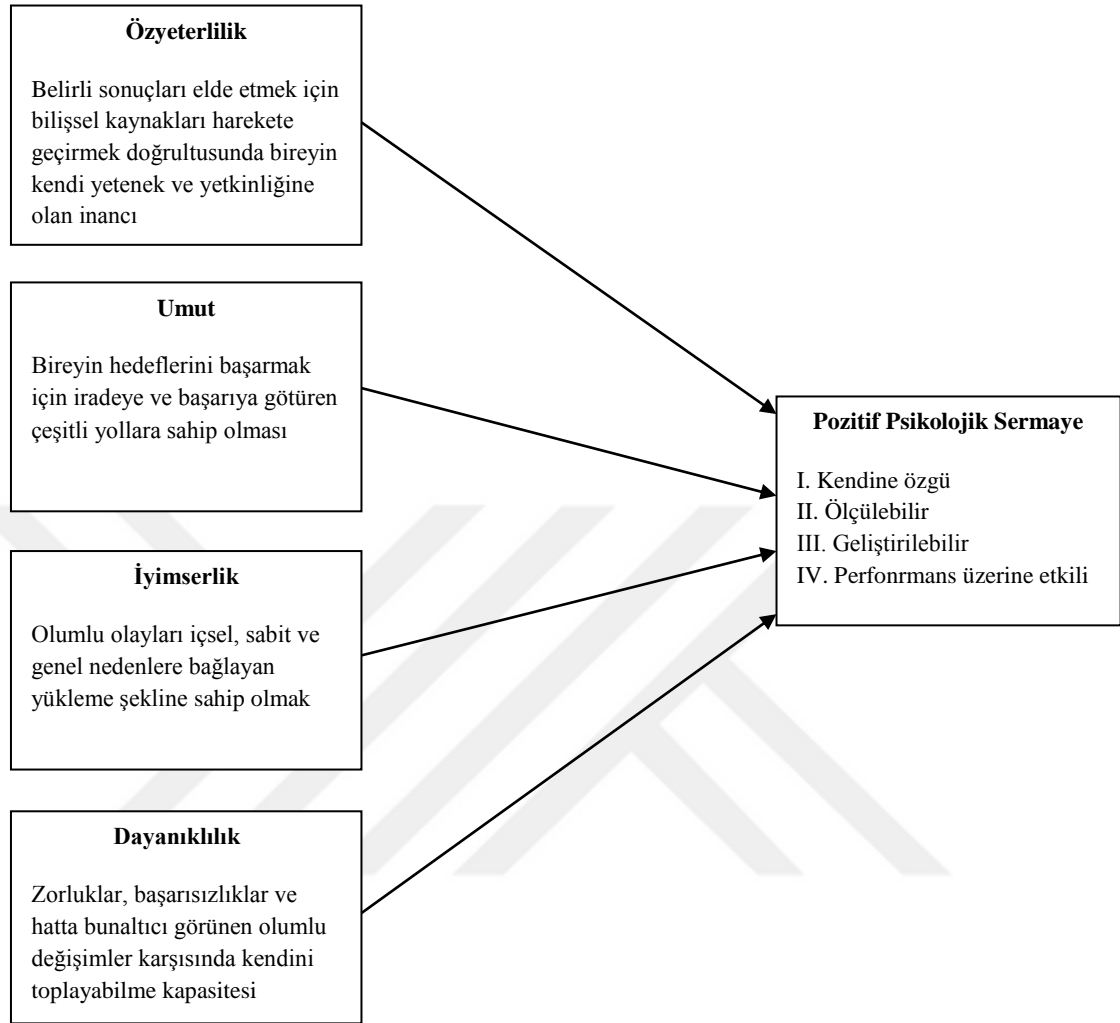 Özyeterlilik
Belirli sonuçları elde etmek için
bilişsel kaynakları harekete
geçirmek doğrultusunda bireyin
kendi yetenek ve yetkinliğine
olan inancı
Umut
Bireyin hedeflerini başarmak
için iradeye ve başarıya götüren
çeşitli yollara sahip olması
İyimserlik
Olumlu olayları içsel, sabit ve
genel nedenlere bağlayan
yükleme şekline sahip olmak
Dayanıklılık
Zorluklar, başarısızlıklar ve
hatta bunaltıcı görünen olumlu
değişimler karşısında kendini
toplayabilme kapasitesi
Pozitif Psikolojik Sermaye
I. Kendine özgü
II. Ölçülebilir
III. Geliştirilebilir
IV. Perfonrmans üzerine etkili